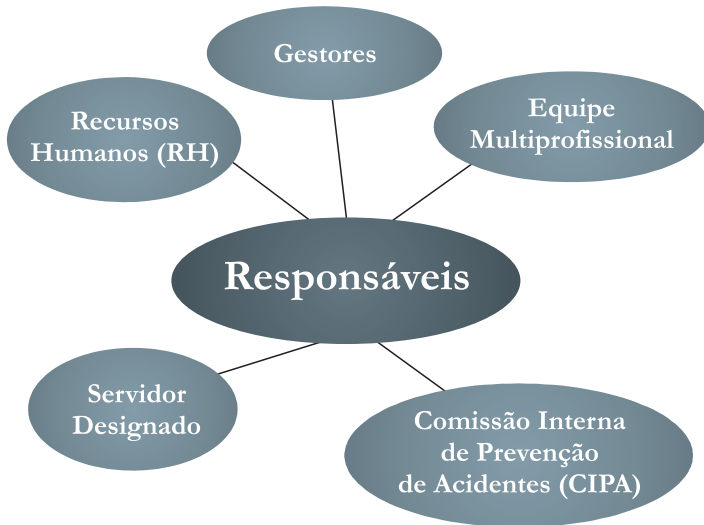 Gestores
Recursos
Humanos (RH)
Equipe
Multiprofissional
Responsáveis
Servidor
Designado
Comissão Interna
de Prevenção
de Acidentes (CIPA)